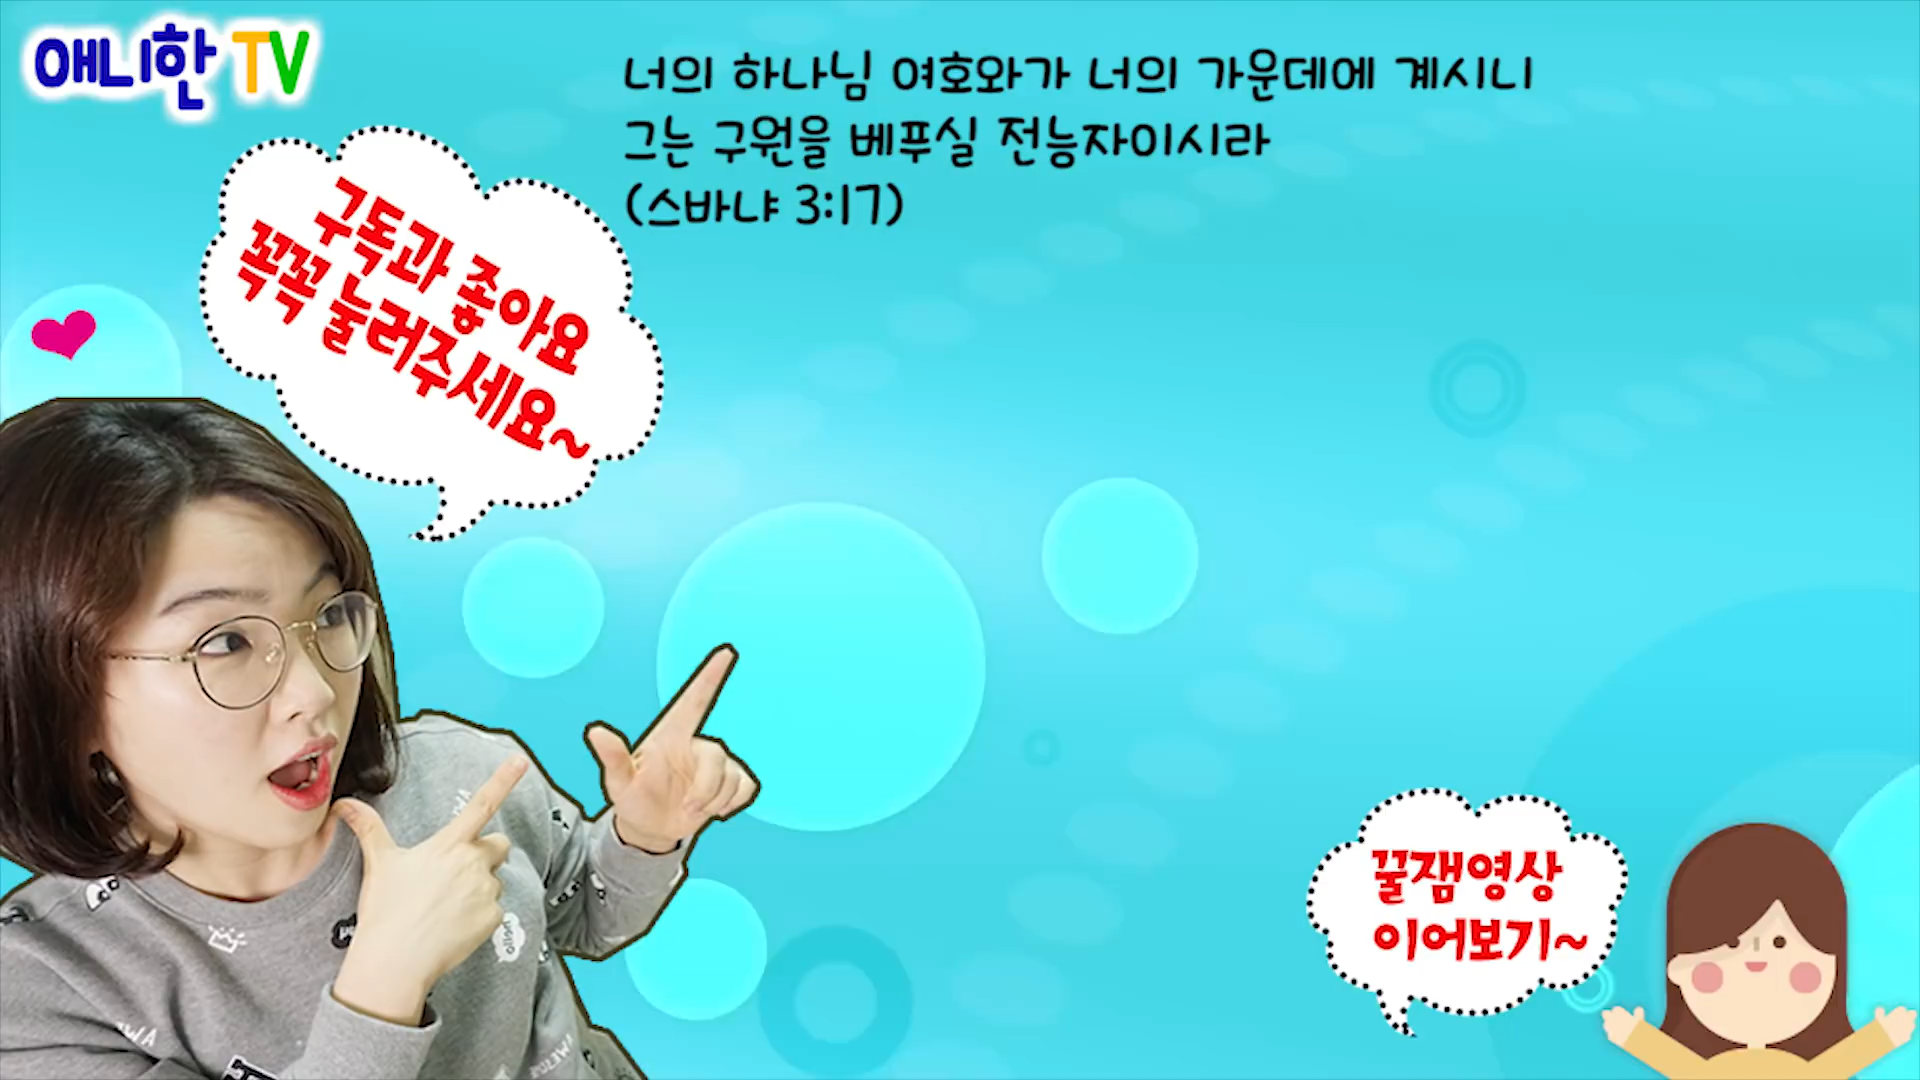 애니한 TV
너의 하나님 여호와가 너의 가운데에 계시니
그는 구원을 베푸실 전능자이시라
(스바냐 3:17)
구독과 좋아요
꼭꼭 눌러주세요~
꿀잼영상
이어보기~